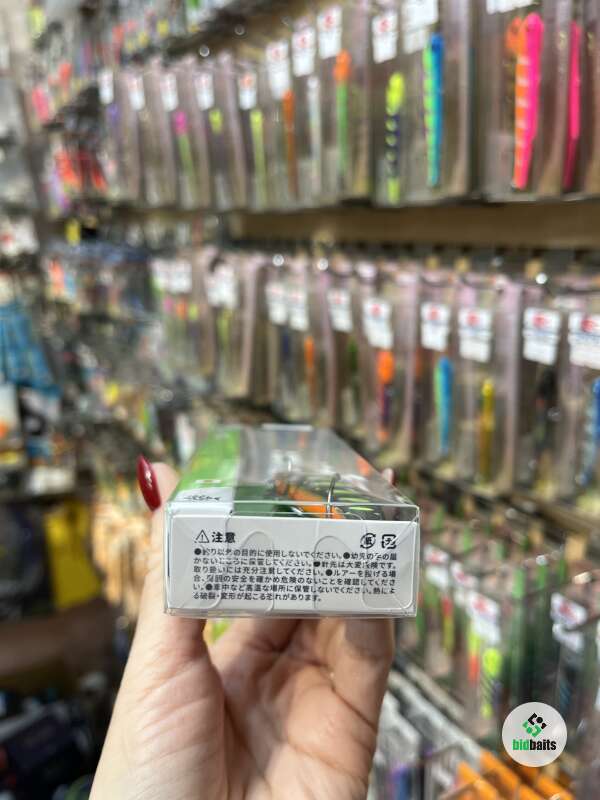 ⚠注意
●釣り以外の目的に使用しないでください。●幼児の手の届
かないところに保管してください。●針先は大変危険です。
取り扱いには充分注意してください。●ルアーを投げる場
合、周囲の安全を確かめ危険のないことを確認してくださ
い。●車中など高温な場所に保管しないでください。熱によ
る破裂・変形が起こる恐れがあります。
bidbaits